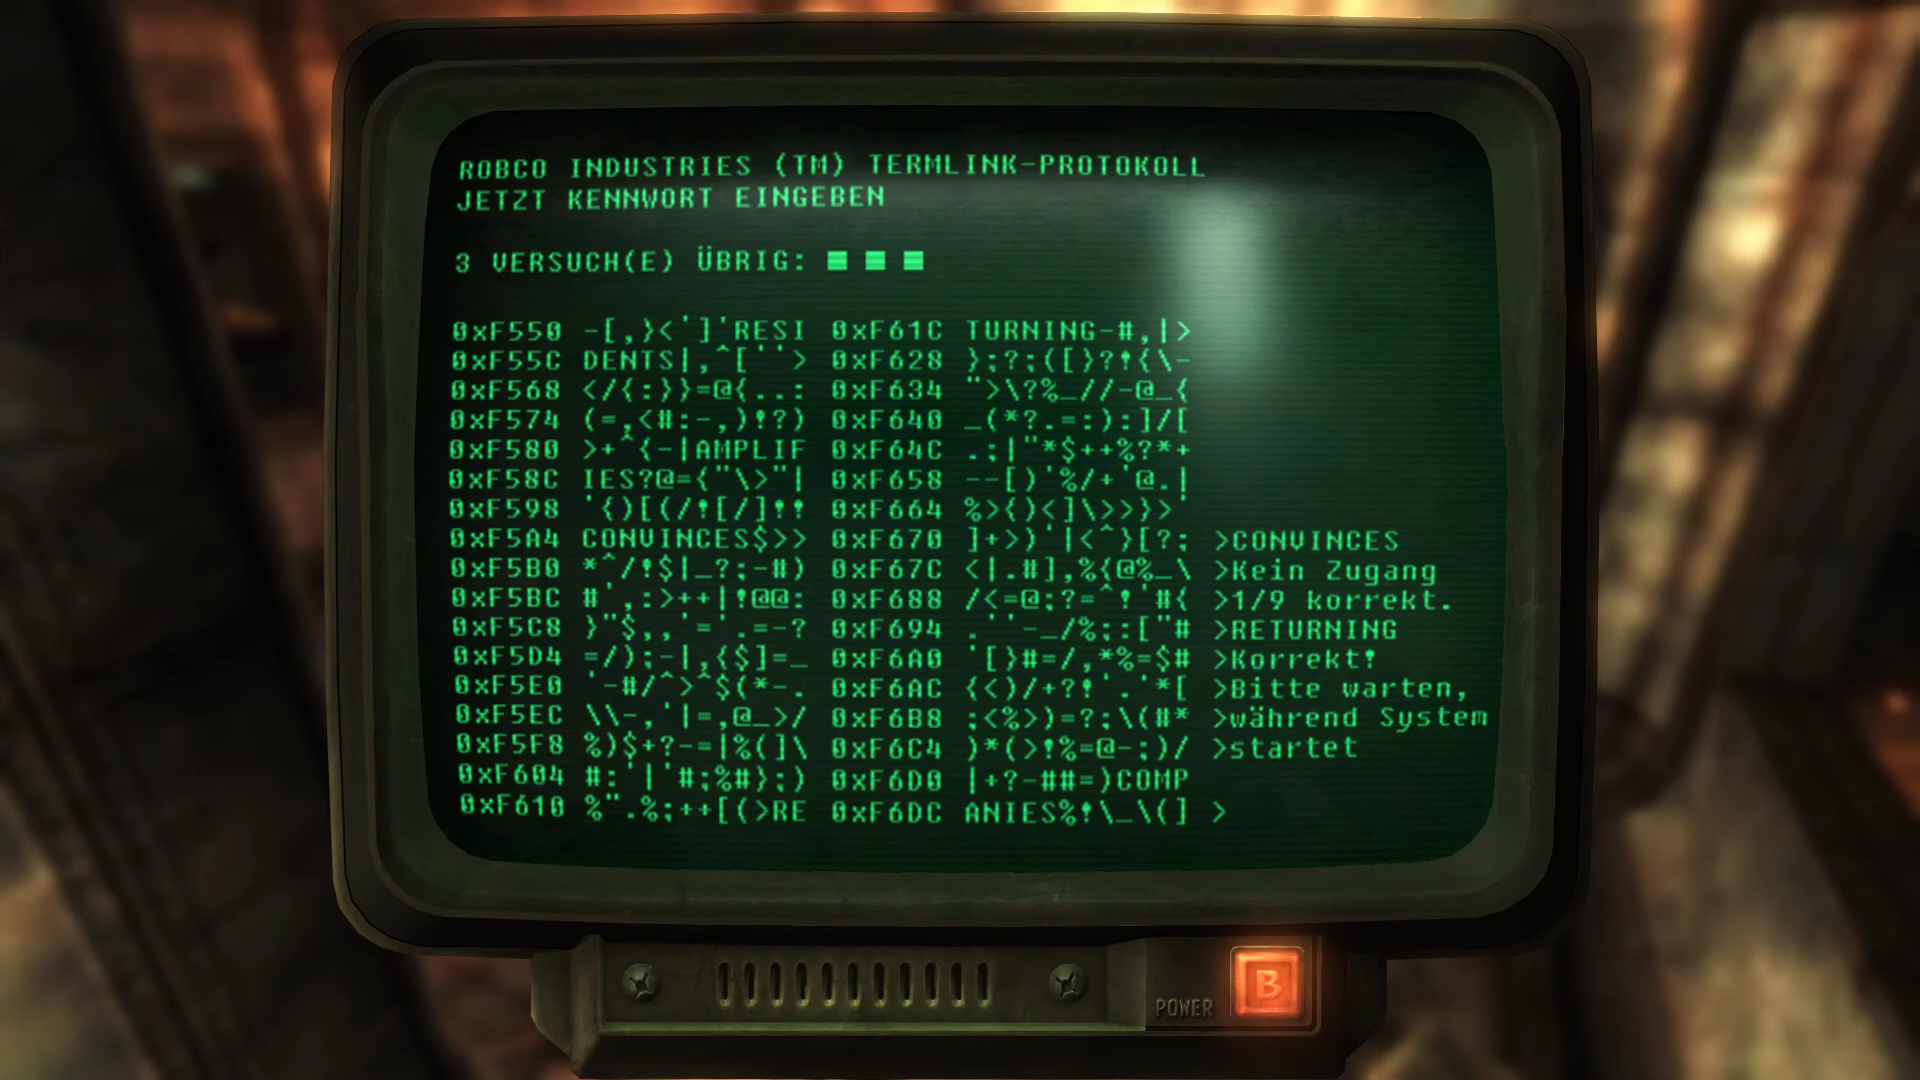 ROBCO INDUSTRIES (TM) TERMLINK-PROTOKOLL
JETZT KENNWORT EINGEBEN
3 VERSUCH(E) ÜBRIG: ■ ■ ■
0xF550 -[,}<']'RESI 0xF61C TURNING-#,|>
0xF55C DENTS|,^[''> 0xF628 };?;([}?!{\-
0xF568 </{:}}=@{..: 0xF634 ">\?%_//-@_{
0xF574 (=,<#:-,)!?) 0xF640 _(*?.=:):]/[
0xF580 >+^{-|AMPLIF 0xF64C .;|"*$++%?*+
0xF58C IES?@={"\>"| 0xF658 --[)'%/+'@.|
0xF598 '{)[(/![/]!! 0xF664 %>{)<]\>>}>'
0xF5A4 CONVINCES$>> 0xF670 ]+>)'|<^}[?; >CONVINCES
0xF5B0 *^/!$|_?;-#) 0xF67C <|.#],%{@%_\ >Kein Zugang
0xF5BC #',:>++|!@@: 0xF688 /<=@;?=^!'#{ >1/9 korrekt.
0xF5C8 }"$,,'='.=-? 0xF694 .''-_/%;:["# >RETURNING
0xF5D4 =/);-|,{$]=_ 0xF6A0 '[}#=/,*%=$# >Korrekt!
0xF5E0 '-#/^>^$(*-. 0xF6AC {<)/+?!'.'*[ >Bitte warten,
0xF5EC \\-,'|=,@_>/ 0xF6B8 ;<%>)=?;\(#* >während System
0xF5F8 %)$+?-=|%(]\ 0xF6C4 )*(>!%=@-;)/ >startet
0xF604 #:'|'#;%#};) 0xF6D0 |+?-##=)COMP
0xF610 %".%;++[(>RE 0xF6DC ANIES%!\_\(] >
POWER
B